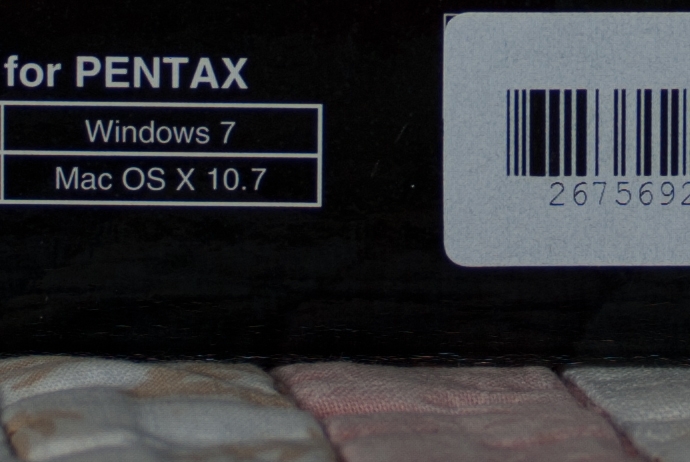 for PENTAX
Windows 7
Mac OS X 10.7
2675692